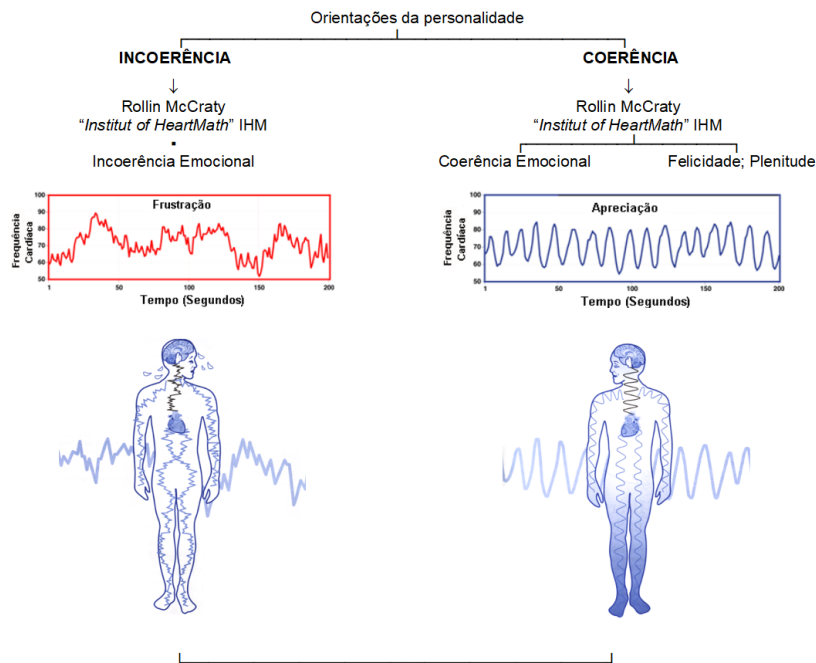 Orientações da personalidade
INCOERÊNCIA
COERÊNCIA
↓
↓
Rollin McCraty
“Institut of HeartMath” IHM
Rollin McCraty
“Institut of HeartMath” IHM
Incoerência Emocional
Coerência Emocional
Felicidade; Plenitude
Frustração
Frequência
Cardíaca
100
90
80
70
60
50
1
50
100
150
200
Tempo (Segundos)
Apreciação
Frequência
Cardíaca
100
90
80
70
60
50
1
50
100
150
200
Tempo (Segundos)